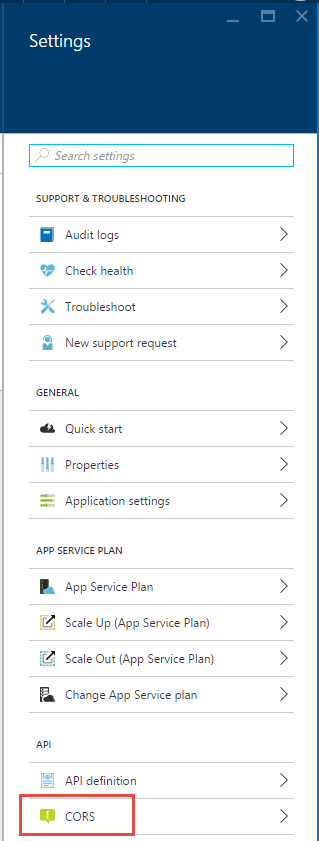 Settings
Search settings
SUPPORT & TROUBLESHOOTING
Audit logs
Check health
Troubleshoot
New support request
GENERAL
Quick start
Properties
Application settings
APP SERVICE PLAN
App Service Plan
Scale Up (App Service Plan)
Scale Out (App Service Plan)
Change App Service plan
API
API definition
CORS